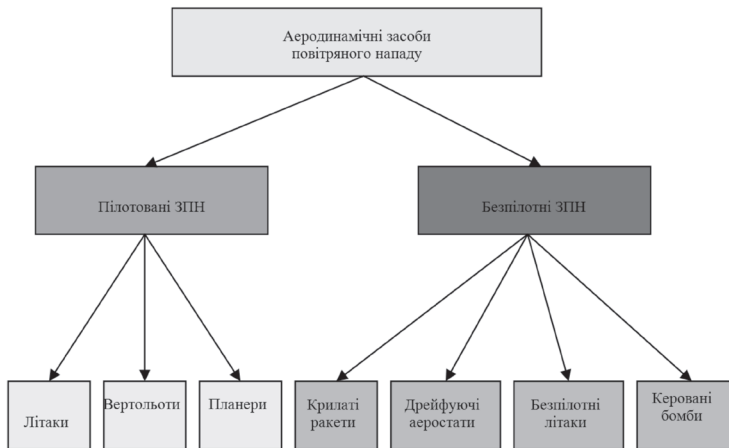 Аеродинамічні засоби
повітряного нападу
Пілотовані ЗПН
Безпілотні ЗПН
Літаки
Вертольоти
Планери
Крилаті
ракети
Дрейфуючі
аеростати
Безпілотні
літаки
Керовані
бомби